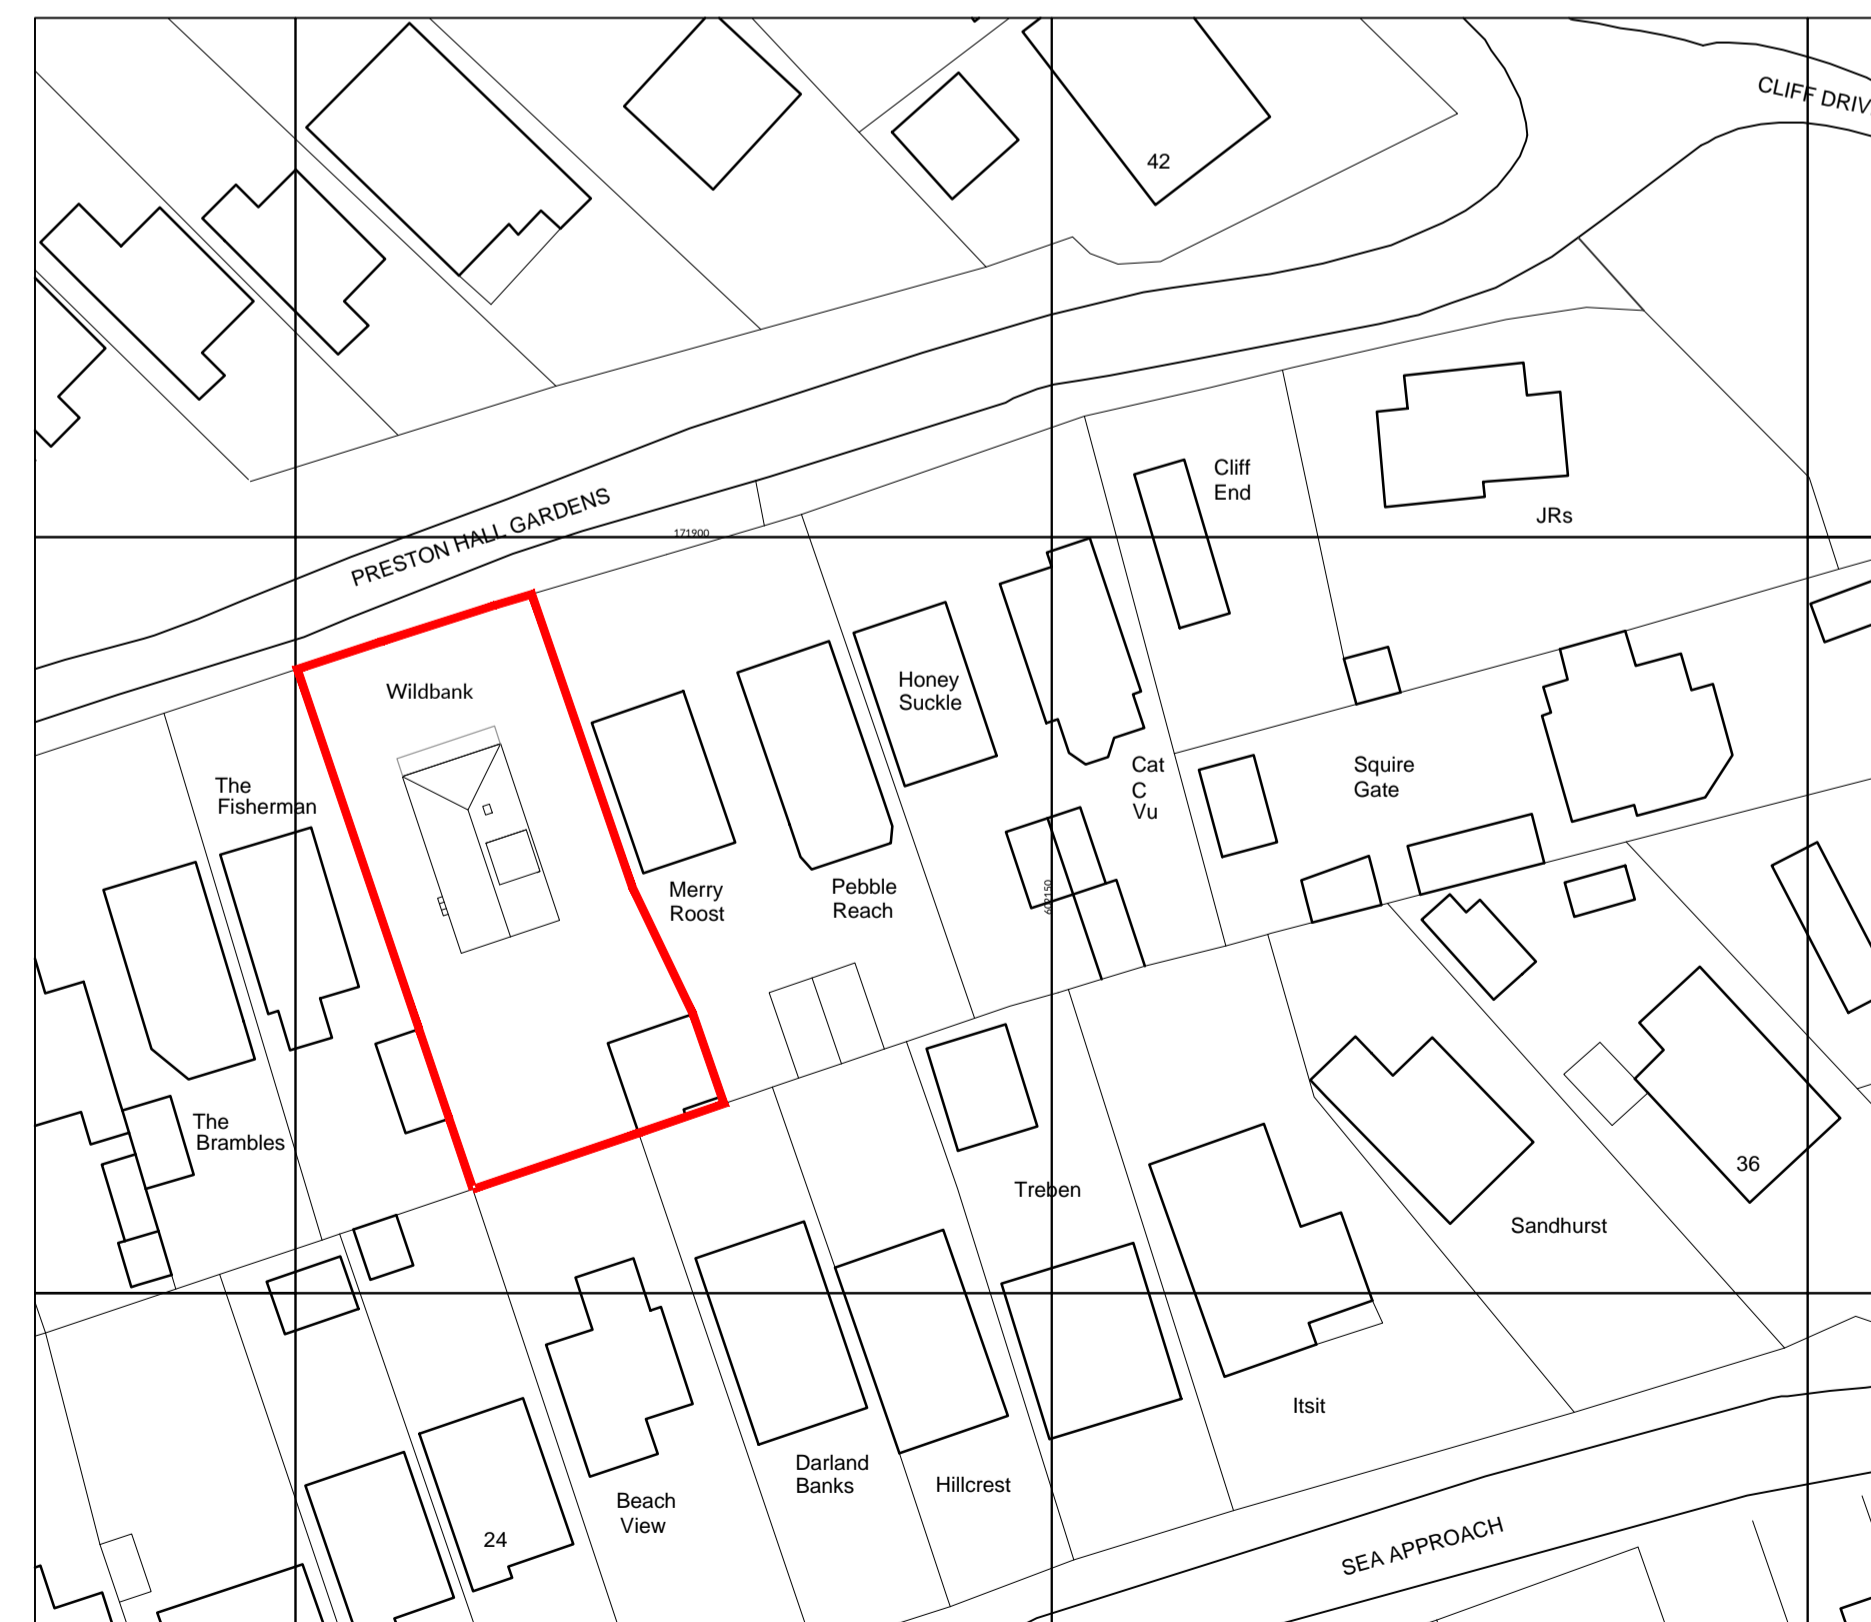 CLIFF DRIV
42
Cliff
End
PRESTON HALL GARDENS
JRs
171900
Wildbank
Honey
Suckle
The
Fisherman
Cat
C
Vu
Squire
Gate
Merry
Roost
Pebble
Reach
602150
The
Brambles
36
Treben
Sandhurst
Itsit
Darland
Banks
Hillcrest
Beach
View
24
SEA APPROACH